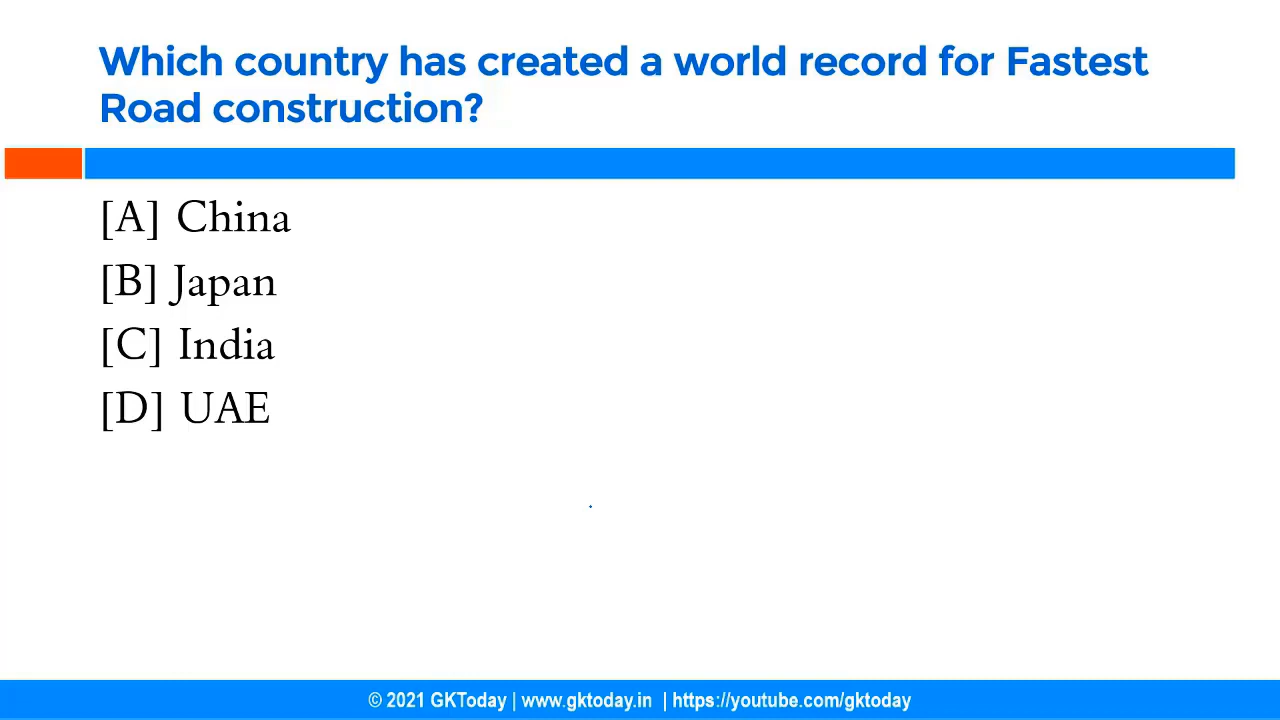 Which country has created a world record for Fastest
Road construction?
[A] China
[B] Japan
[C] India
[D] UAE
© 2021 GKToday | www.gktoday.in | https://youtube.com/gktoday